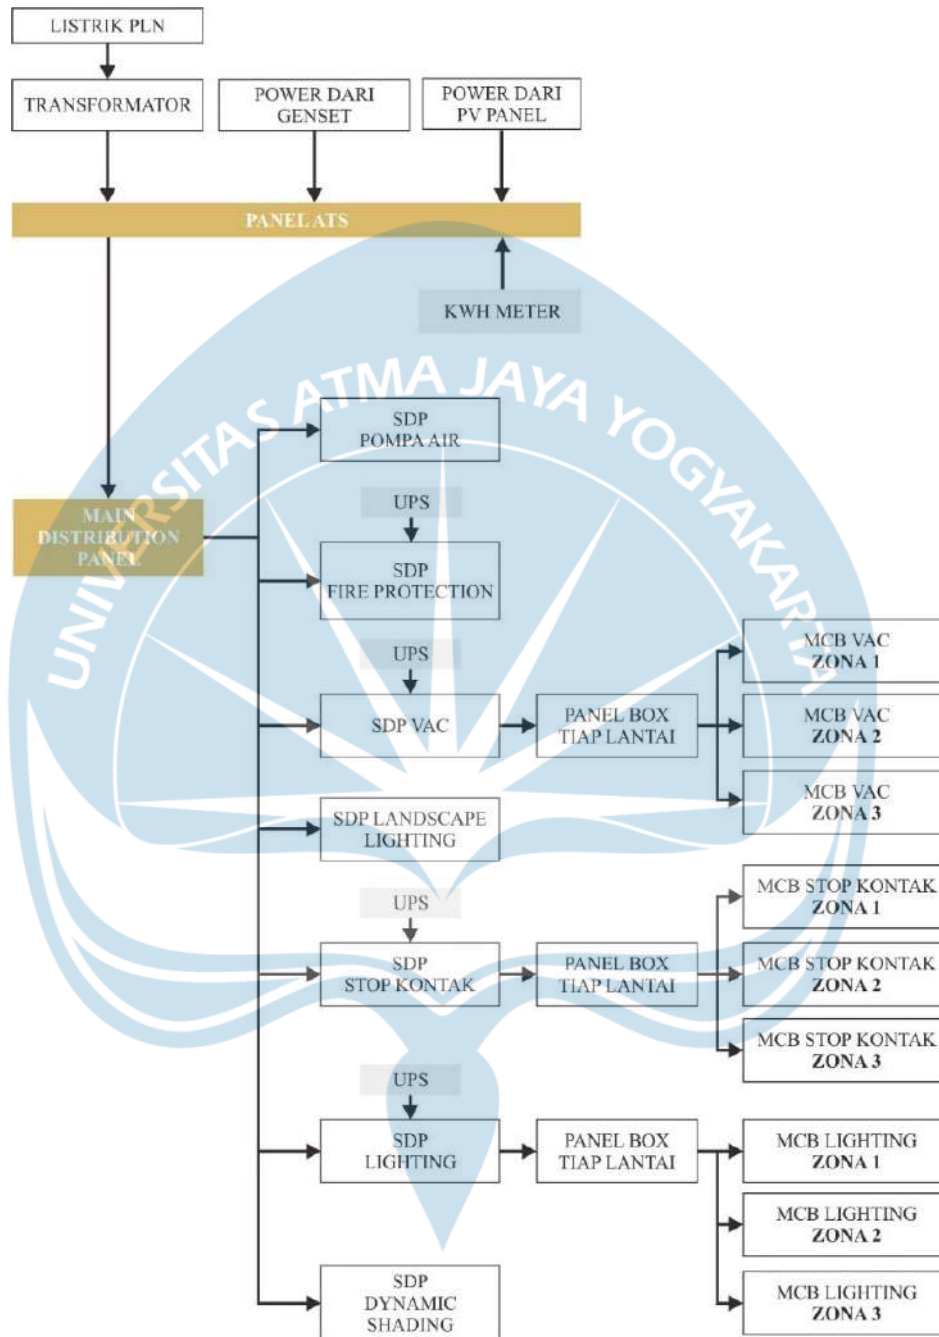 LISTRIK PLN
TRANSFORMATOR
POWER DARI
GENSET
POWER DARI
PV PANEL
PANEL ATS
KWH METER
UNIVERSITAS ATMA JAYA YOGYAKARTA
SDP
POMPA AIR
MAIN
DISTRIBUTION
PANEL
UPS
SDP
FIRE PROTECTION
UPS
SDP VAC
PANEL BOX
TIAP LANTAI
MCB VAC
ZONA 1
MCB VAC
ZONA 2
MCB VAC
ZONA 3
SDP LANDSCAPE
LIGHTING
UPS
SDP
STOP KONTAK
PANEL BOX
TIAP LANTAI
MCB STOP KONTAK
ZONA 1
MCB STOP KONTAK
ZONA 2
MCB STOP KONTAK
ZONA 3
UPS
SDP
LIGHTING
PANEL BOX
TIAP LANTAI
MCB LIGHTING
ZONA 1
MCB LIGHTING
ZONA 2
MCB LIGHTING
ZONA 3
SDP
DYNAMIC
SHADING